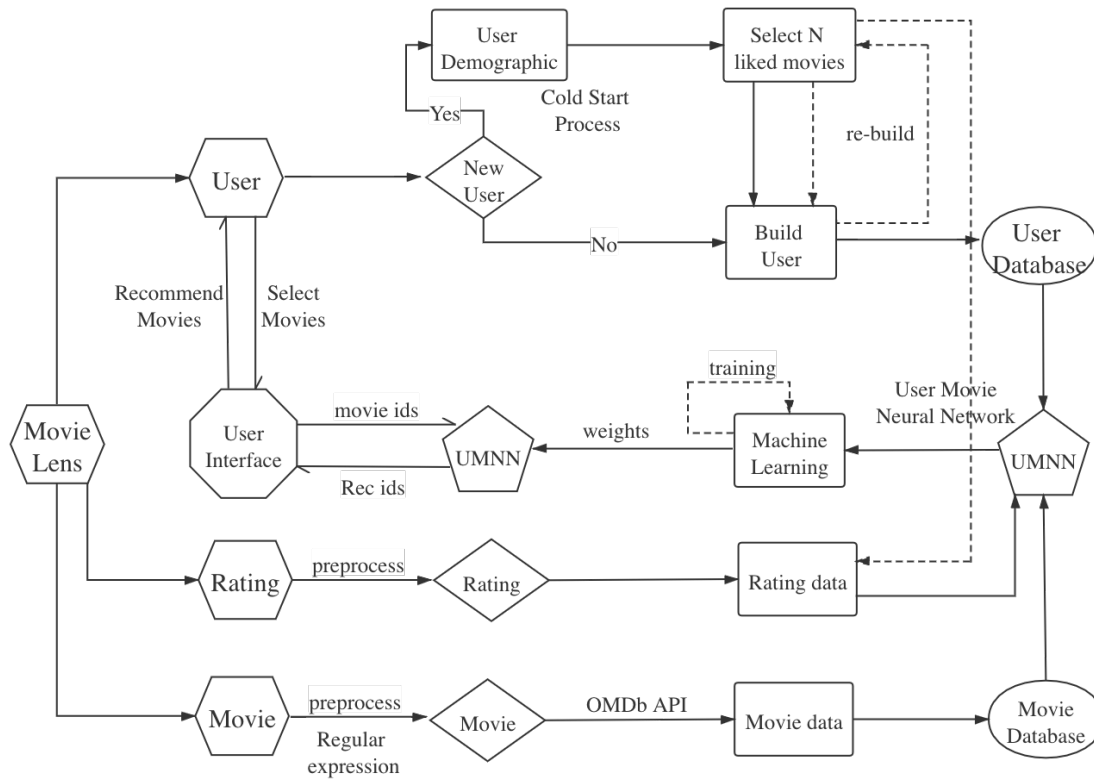 User
Demographic
Select N
liked movies
Cold Start
Process
Yes
re-build
User
New
User
No
Build
User
User
Database
Recommend
Movies
Select
Movies
training
User Movie
Neural Network
Movie
Lens
User
Interface
movie ids
Rec ids
UMNN
weights
Machine
Learning
UMNN
Rating
preprocess
Rating
Rating data
Movie
preprocess
Regular
expression
Movie
OMDb API
Movie data
Movie
Database